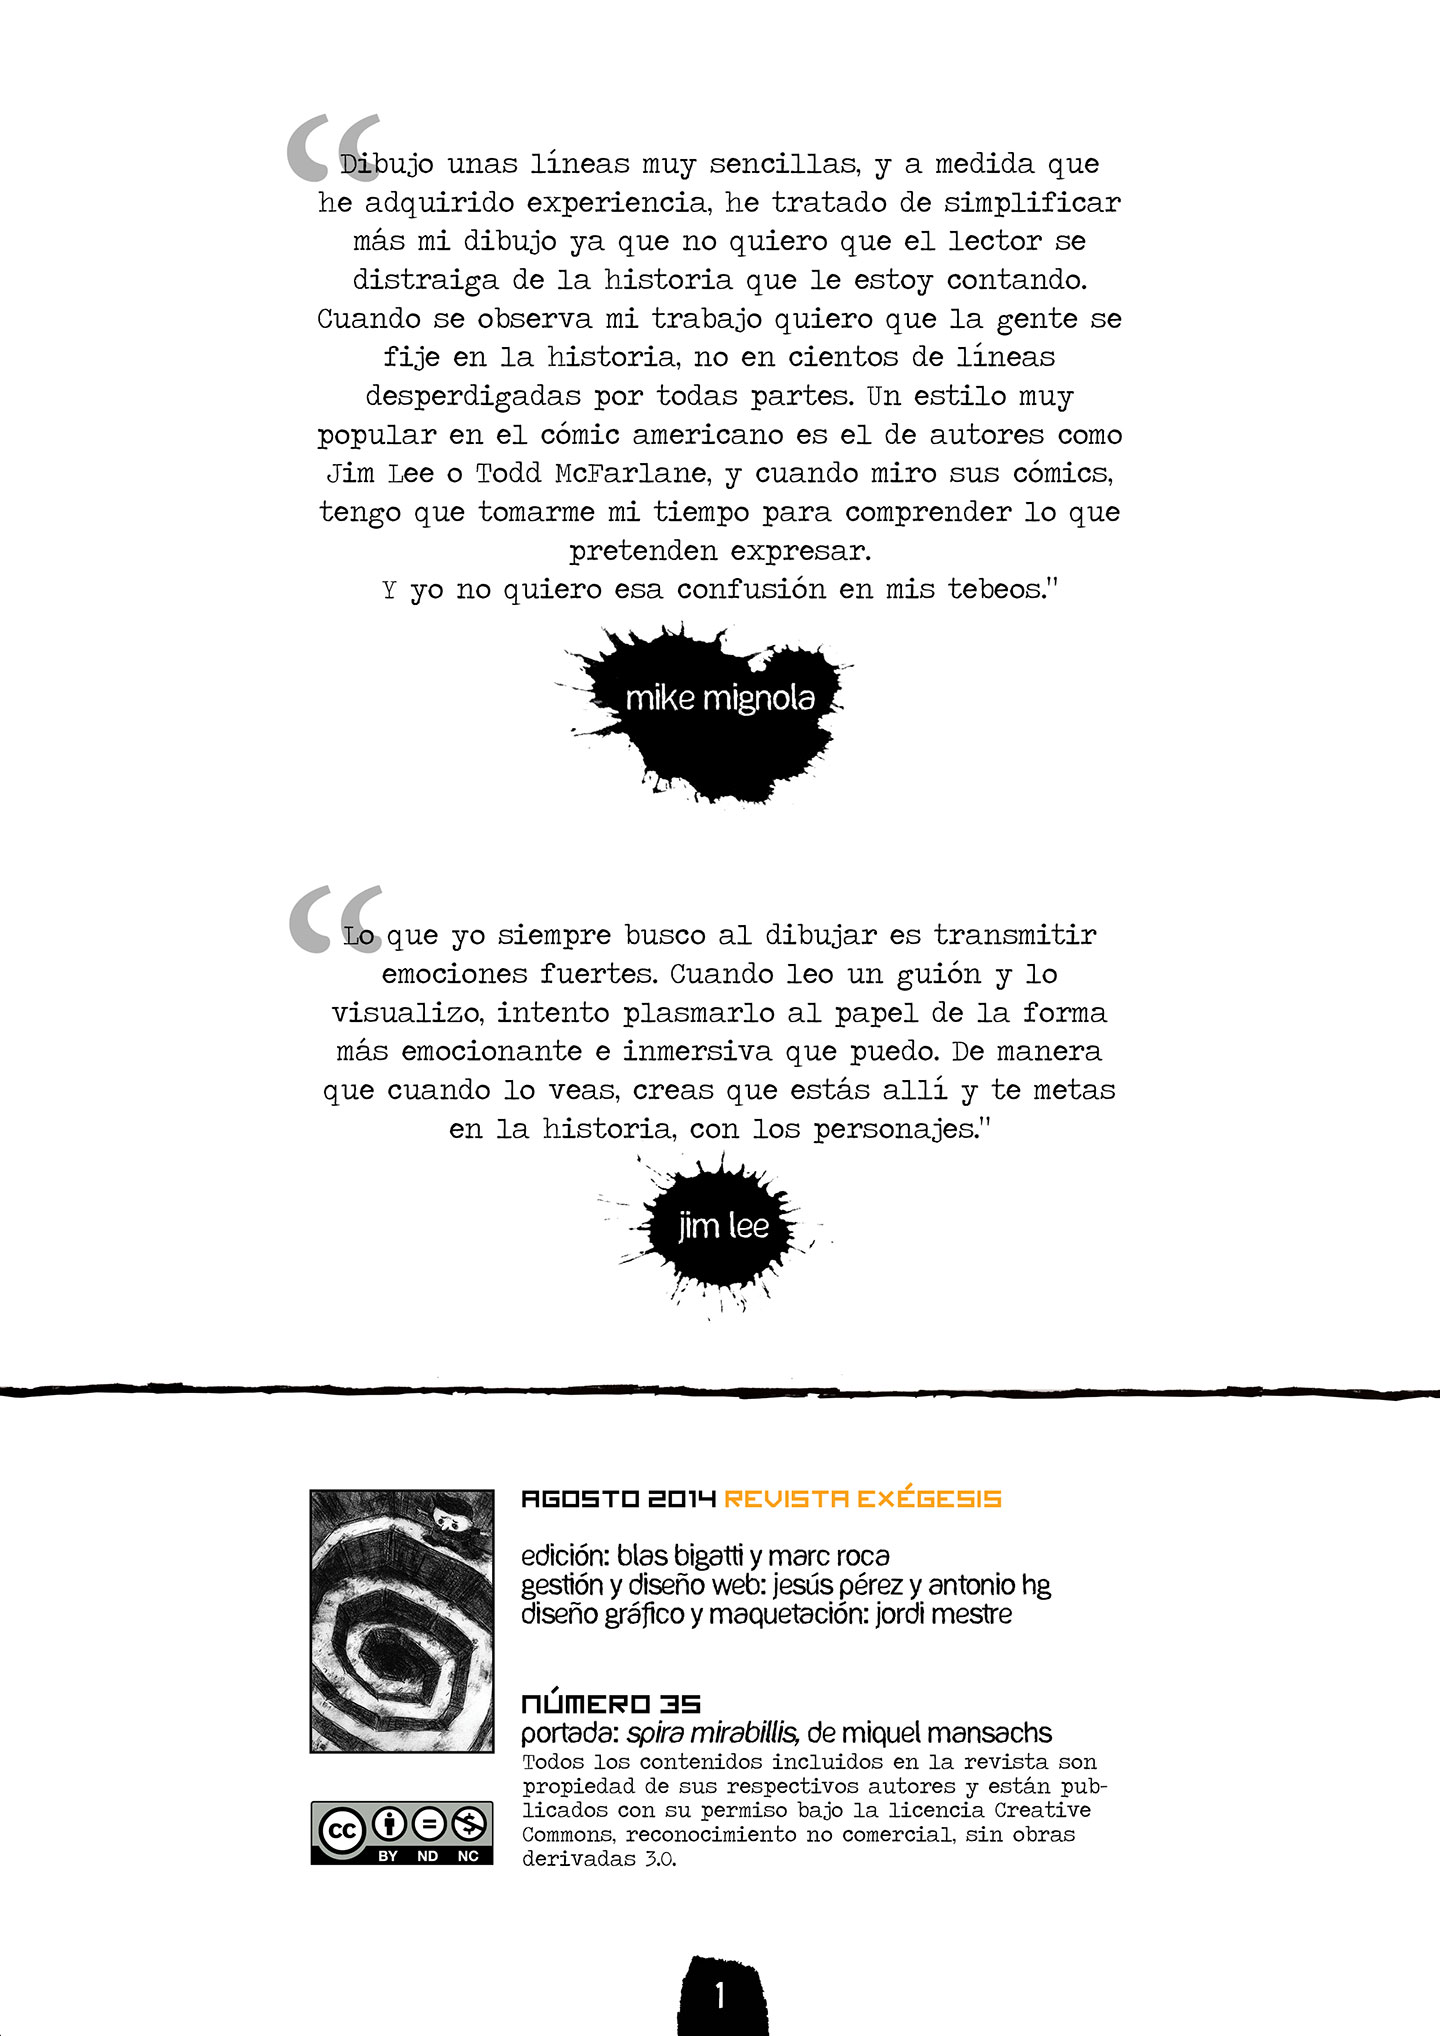 “Dibujo unas líneas muy sencillas, y a medida que
he adquirido experiencia, he tratado de simplificar
más mi dibujo ya que no quiero que el lector se
distraiga de la historia que le estoy contando.
Cuando se observa mi trabajo quiero que la gente se
fije en la historia, no en cientos de líneas
desperdigadas por todas partes. Un estilo muy
popular en el cómic americano es el de autores como
Jim Lee o Todd McFarlane, y cuando miro sus cómics,
tengo que tomarme mi tiempo para comprender lo que
pretenden expresar.
Y yo no quiero esa confusión en mis tebeos."
mike mignola
“Lo que yo siempre busco al dibujar es transmitir
emociones fuertes. Cuando leo un guión y lo
visualizo, intento plasmarlo al papel de la forma
más emocionante e inmersiva que puedo. De manera
que cuando lo veas, creas que estás allí y te metas
en la historia, con los personajes."
jim lee
AGOSTO 2014 REVISTA EXÉGESIS
edición: blas bigatti y marc roca
gestión y diseño web: jesús pérez y antonio hg
diseño gráfico y maquetación: jordi mestre
NÚMERO 35
portada: spira mirabillis, de miquel mansachs
Todos los contenidos incluidos en la revista son
propiedad de sus respectivos autores y están pub-
licados con su permiso bajo la licencia Creative
Commons, reconocimiento no comercial, sin obras
derivadas 3.0.
cc
BY ND NC
1